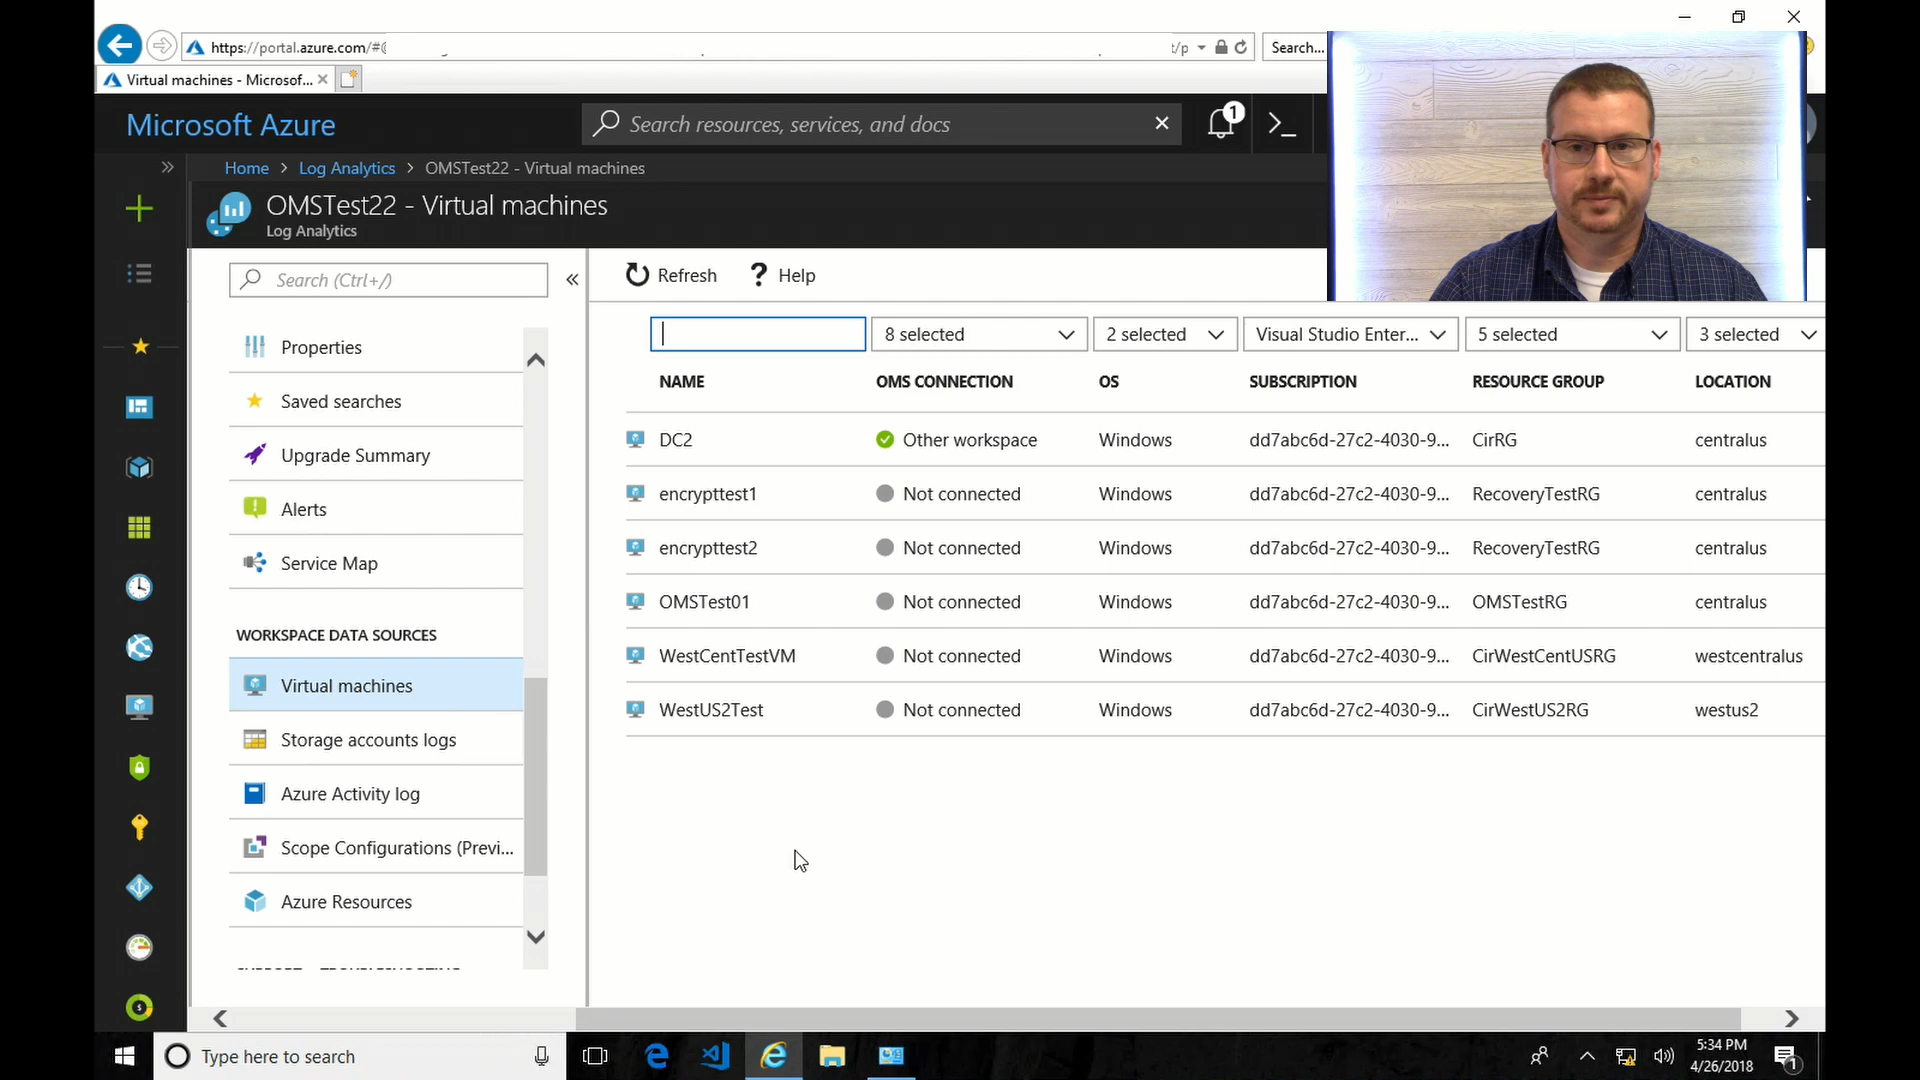 https://portal.azure.com/#@
t/p
Search...
Virtual machines - Microsof...
Microsoft Azure
Search resources, services, and docs
1
Home > Log Analytics > OMSTest22 - Virtual machines
OMSTest22 - Virtual machines
Log Analytics
Search (Ctrl+/)
Refresh
Help
8 selected
2 selected
Visual Studio Enter...
5 selected
3 selected
Properties
Saved searches
Upgrade Summary
Alerts
Service Map
WORKSPACE DATA SOURCES
Virtual machines
Storage accounts logs
Azure Activity log
Scope Configurations (Previ...
Azure Resources
NAME OMS CONNECTION OS SUBSCRIPTION RESOURCE GROUP LOCATION
DC2 Other workspace Windows dd7abc6d-27c2-4030-9... CirRG centralus
encrypttest1 Not connected Windows dd7abc6d-27c2-4030-9... RecoveryTestRG centralus
encrypttest2 Not connected Windows dd7abc6d-27c2-4030-9... RecoveryTestRG centralus
OMSTest01 Not connected Windows dd7abc6d-27c2-4030-9... OMSTestRG centralus
WestCentTestVM Not connected Windows dd7abc6d-27c2-4030-9... CirWestCentUSRG westcentralus
WestUS2Test Not connected Windows dd7abc6d-27c2-4030-9... CirWestUS2RG westus2
Type here to search
5:34 PM
4/26/2018
1